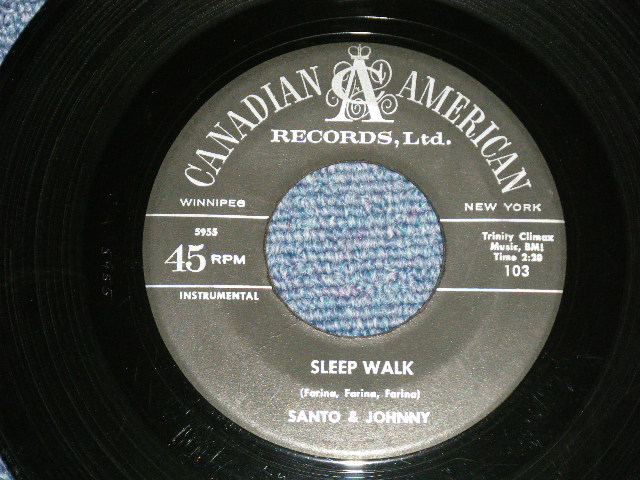 CANADIAN CA AMERICAN
RECORDS, Ltd.
WINNIPEG
NEW YORK
5955
45 RPM
INSTRUMENTAL
Trinity Climax
Music, BMI
Time 2:20
103
SLEEP WALK
(Farina, Farina, Farina)
SANTO & JOHNNY